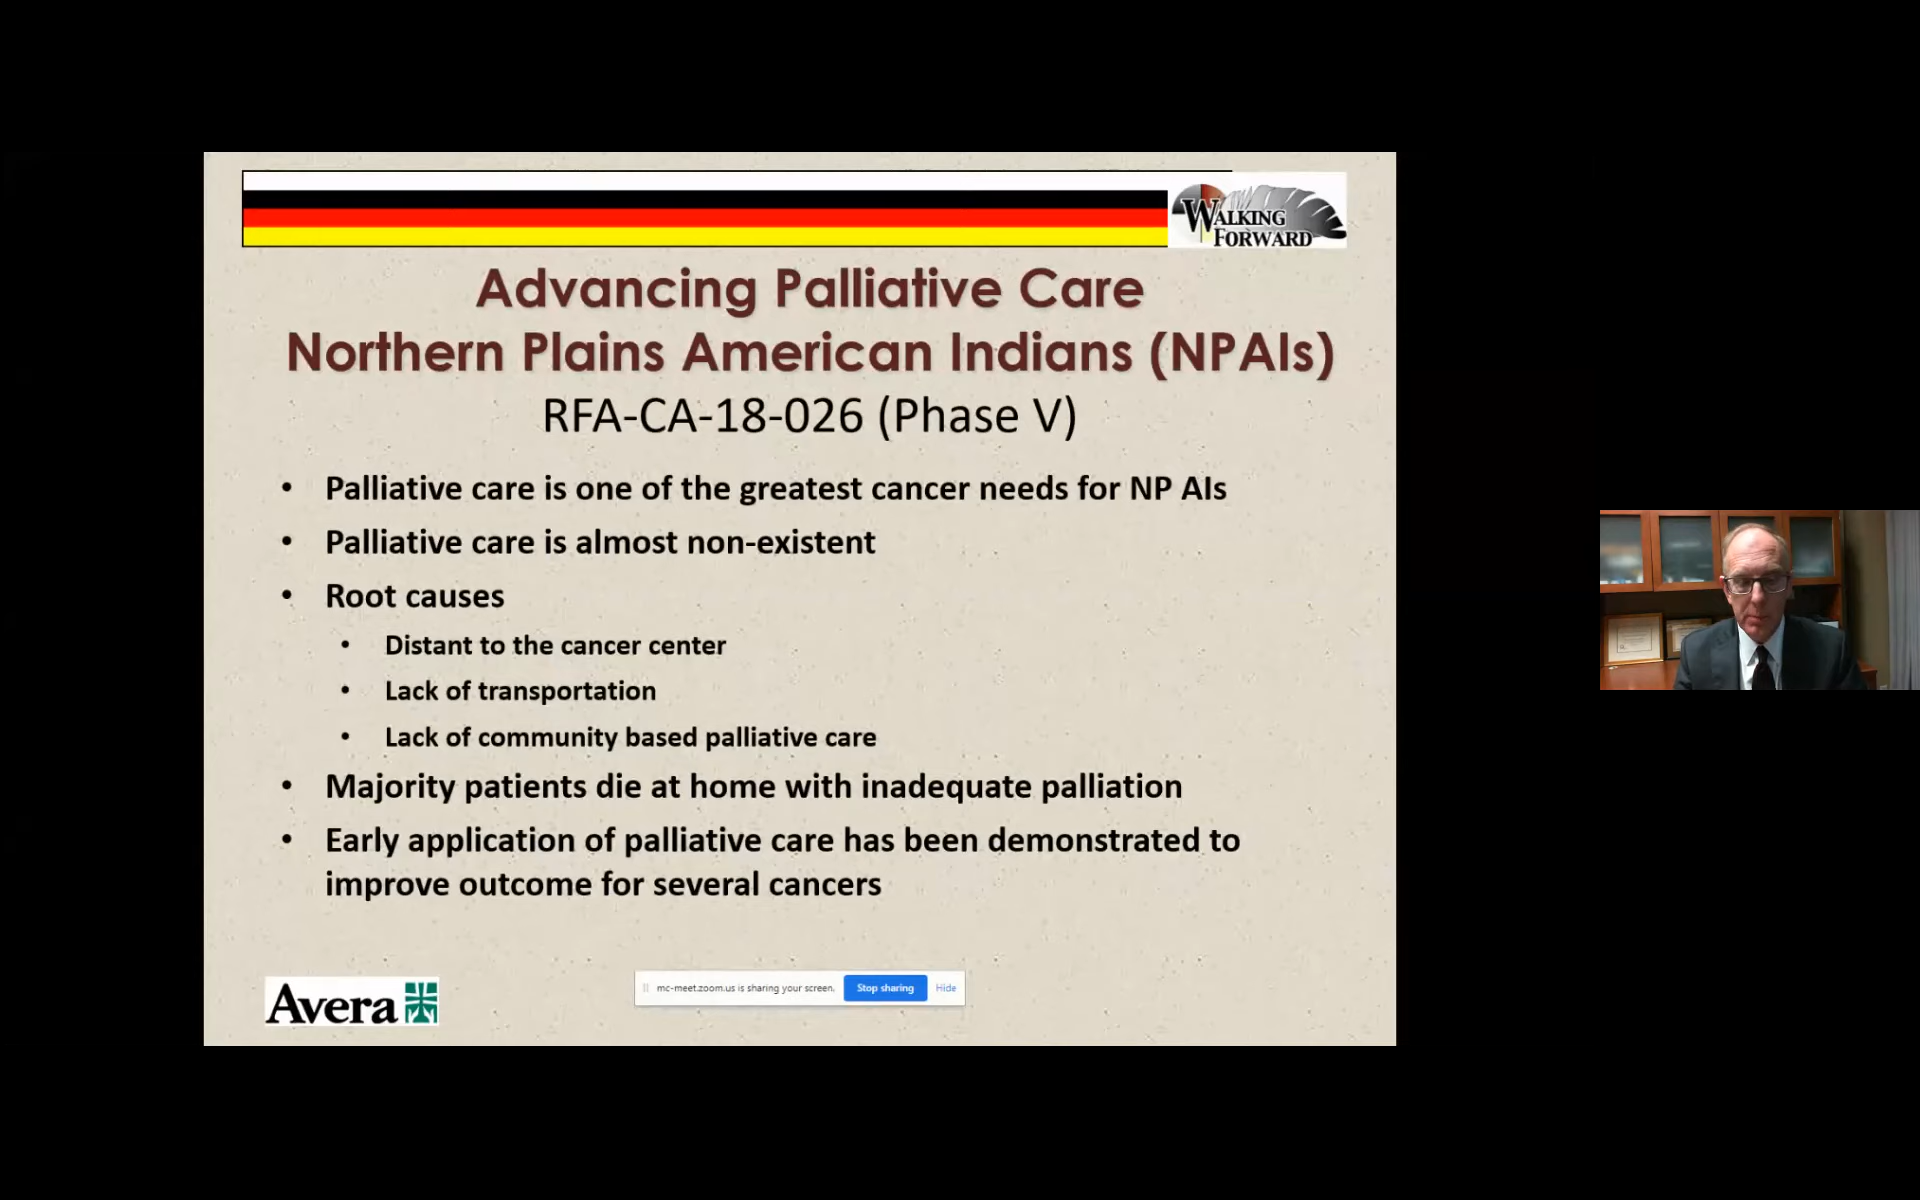 WALKING
FORWARD
Advancing Palliative Care
Northern Plains American Indians (NPAIs)
RFA-CA-18-026 (Phase V)
• Palliative care is one of the greatest cancer needs for NP AIs
• Palliative care is almost non-existent
• Root causes
• Distant to the cancer center
• Lack of transportation
• Lack of community based palliative care
• Majority patients die at home with inadequate palliation
• Early application of palliative care has been demonstrated to
improve outcome for several cancers
Avera
mc-meet.zoom.us is sharing your screen. Stop sharing Hide